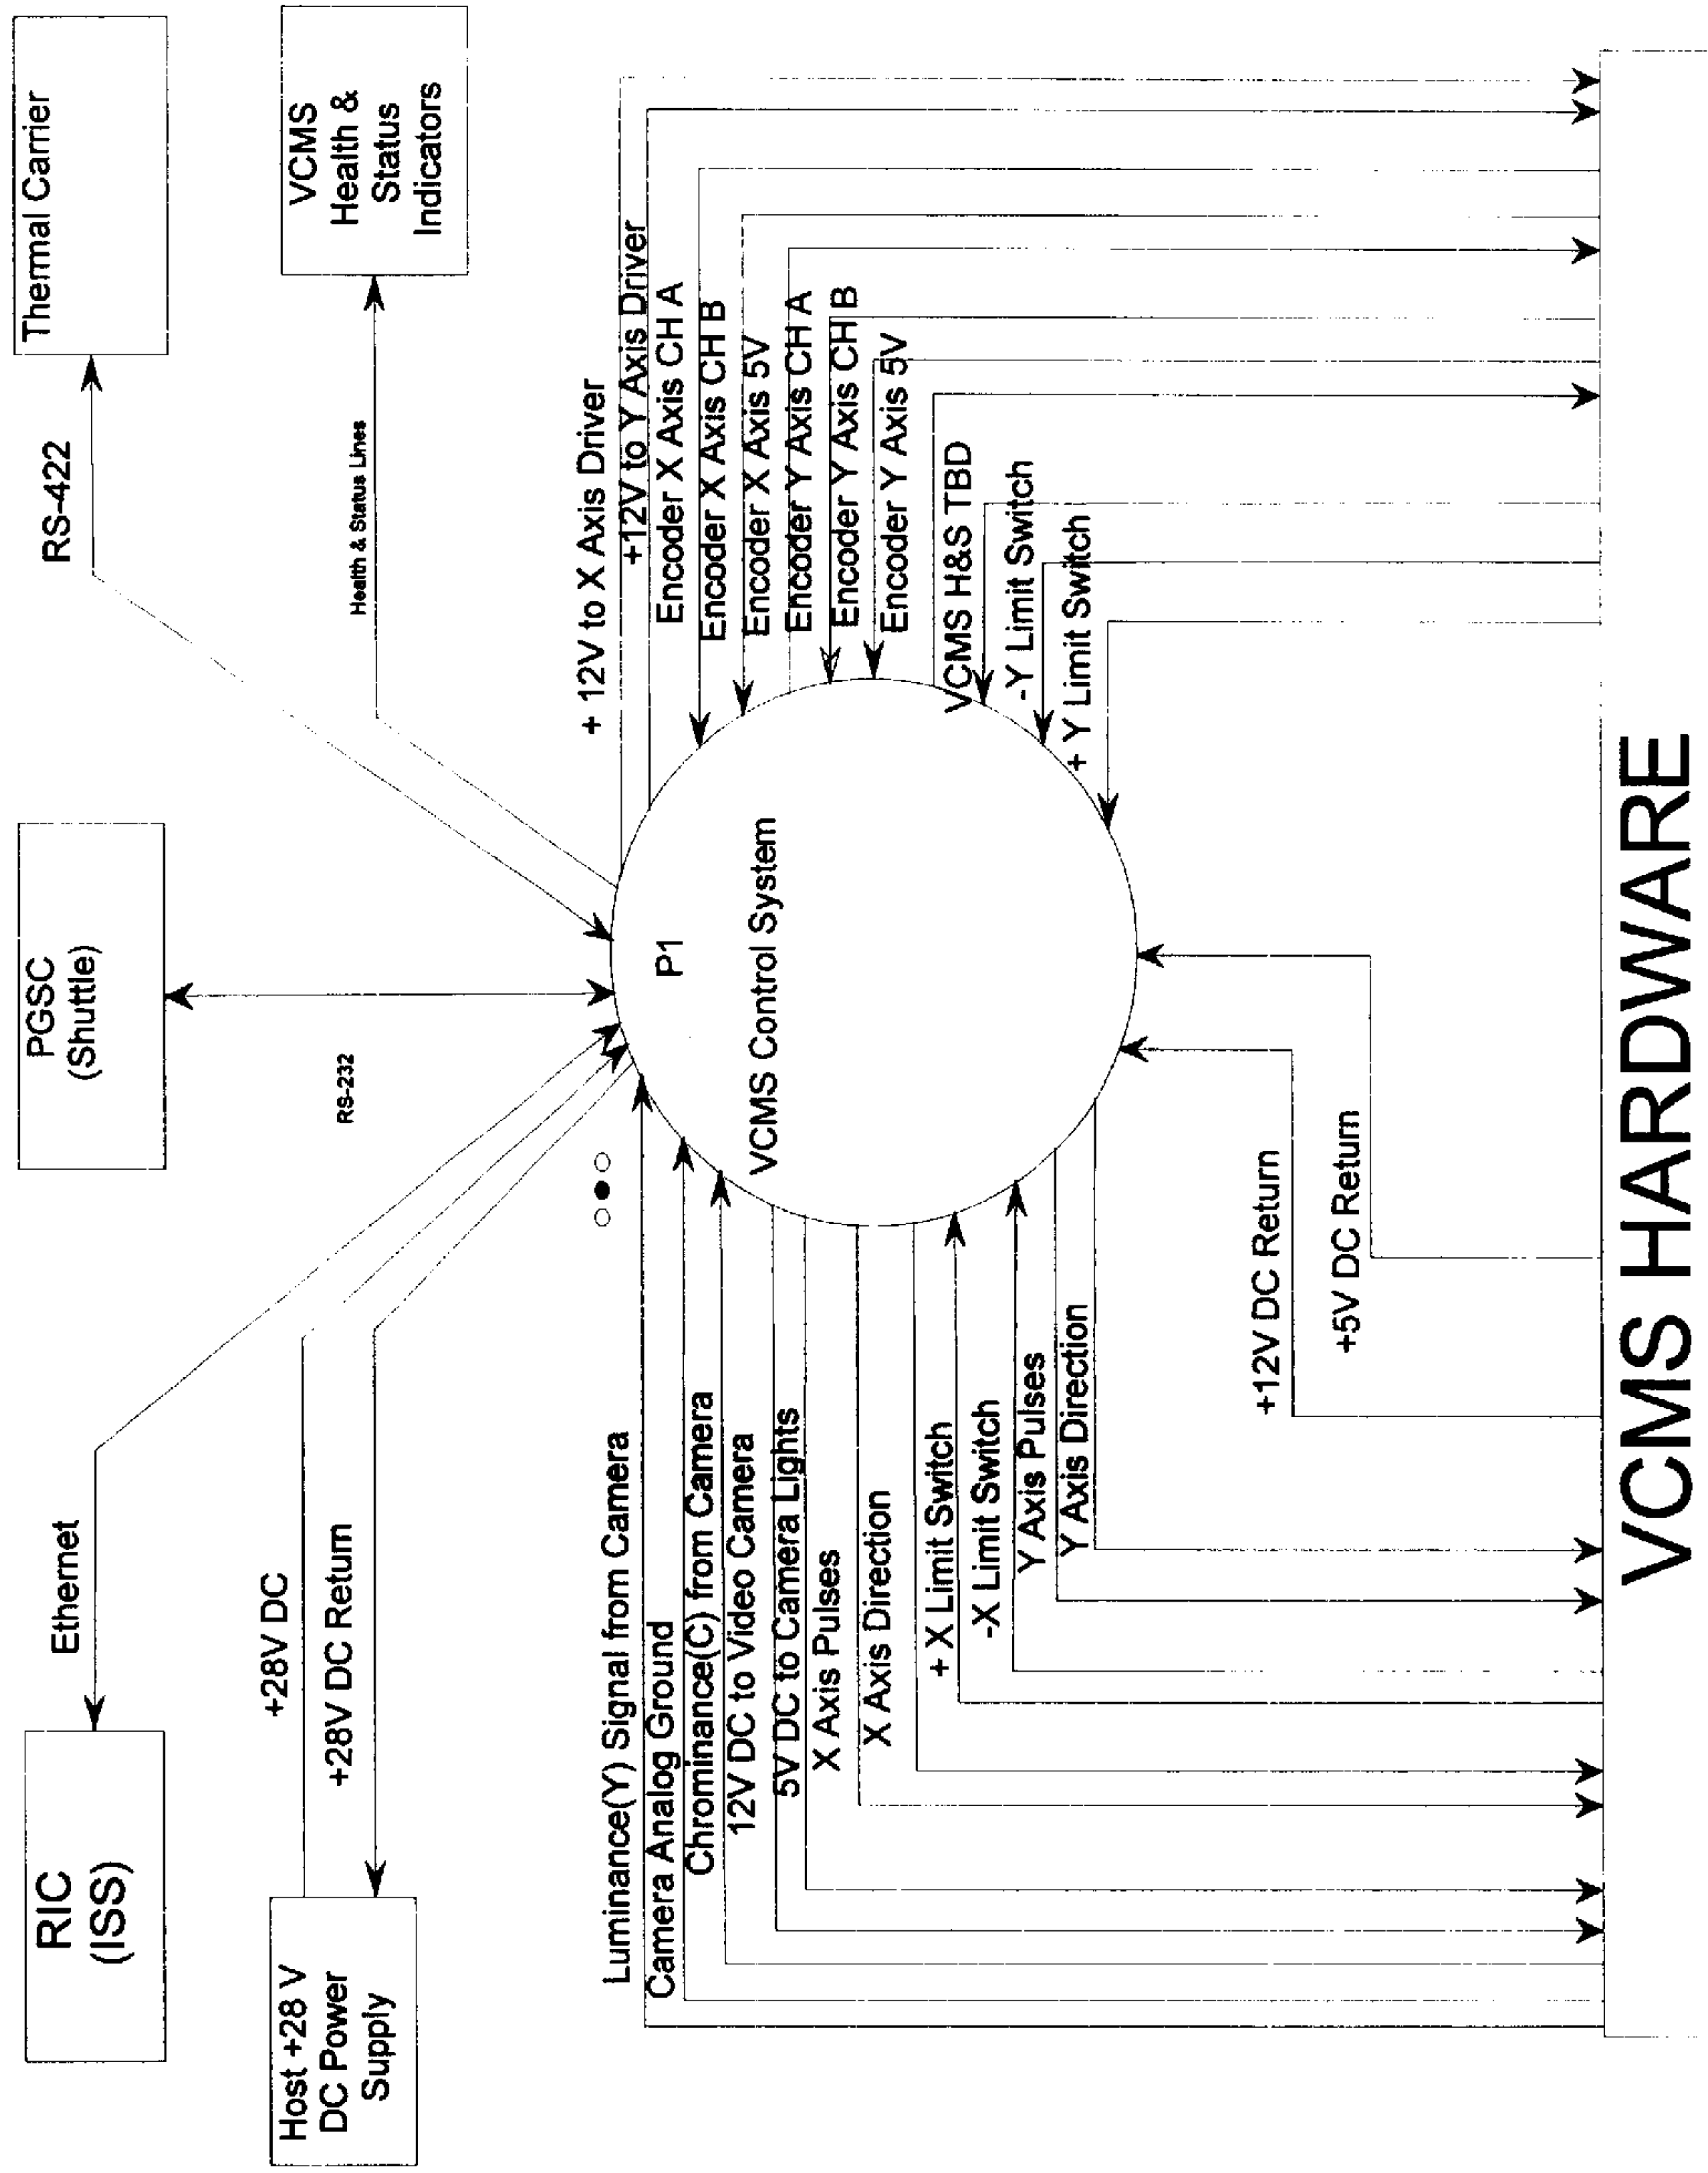 RIC
(ISS)
Ethernet
PGSC
(Shuttle)
RS-232
RS-422
Thermal Carrier
Host +28 V
DC Power
Supply
+28V DC
+28V DC Return
Health & Status Lines
VCMS
Health &
Status
Indicators
P1
VCMS Control System
Luminance(Y) Signal from Camera
Camera Analog Ground
Chrominance(C) from Camera
12V DC to Video Camera
5V DC to Camera Lights
X Axis Pulses
X Axis Direction
+ X Limit Switch
-X Limit Switch
Y Axis Pulses
Y Axis Direction
+ 12V to X Axis Driver
+12V to Y Axis Driver
Encoder X Axis CH A
Encoder X Axis CH B
Encoder X Axis 5V
Encoder Y Axis CH A
Encoder Y Axis CH B
Encoder Y Axis 5V
VCMS H&S TBD
-Y Limit Switch
+ Y Limit Switch
+12V DC Return
+5V DC Return
VCMS HARDWARE